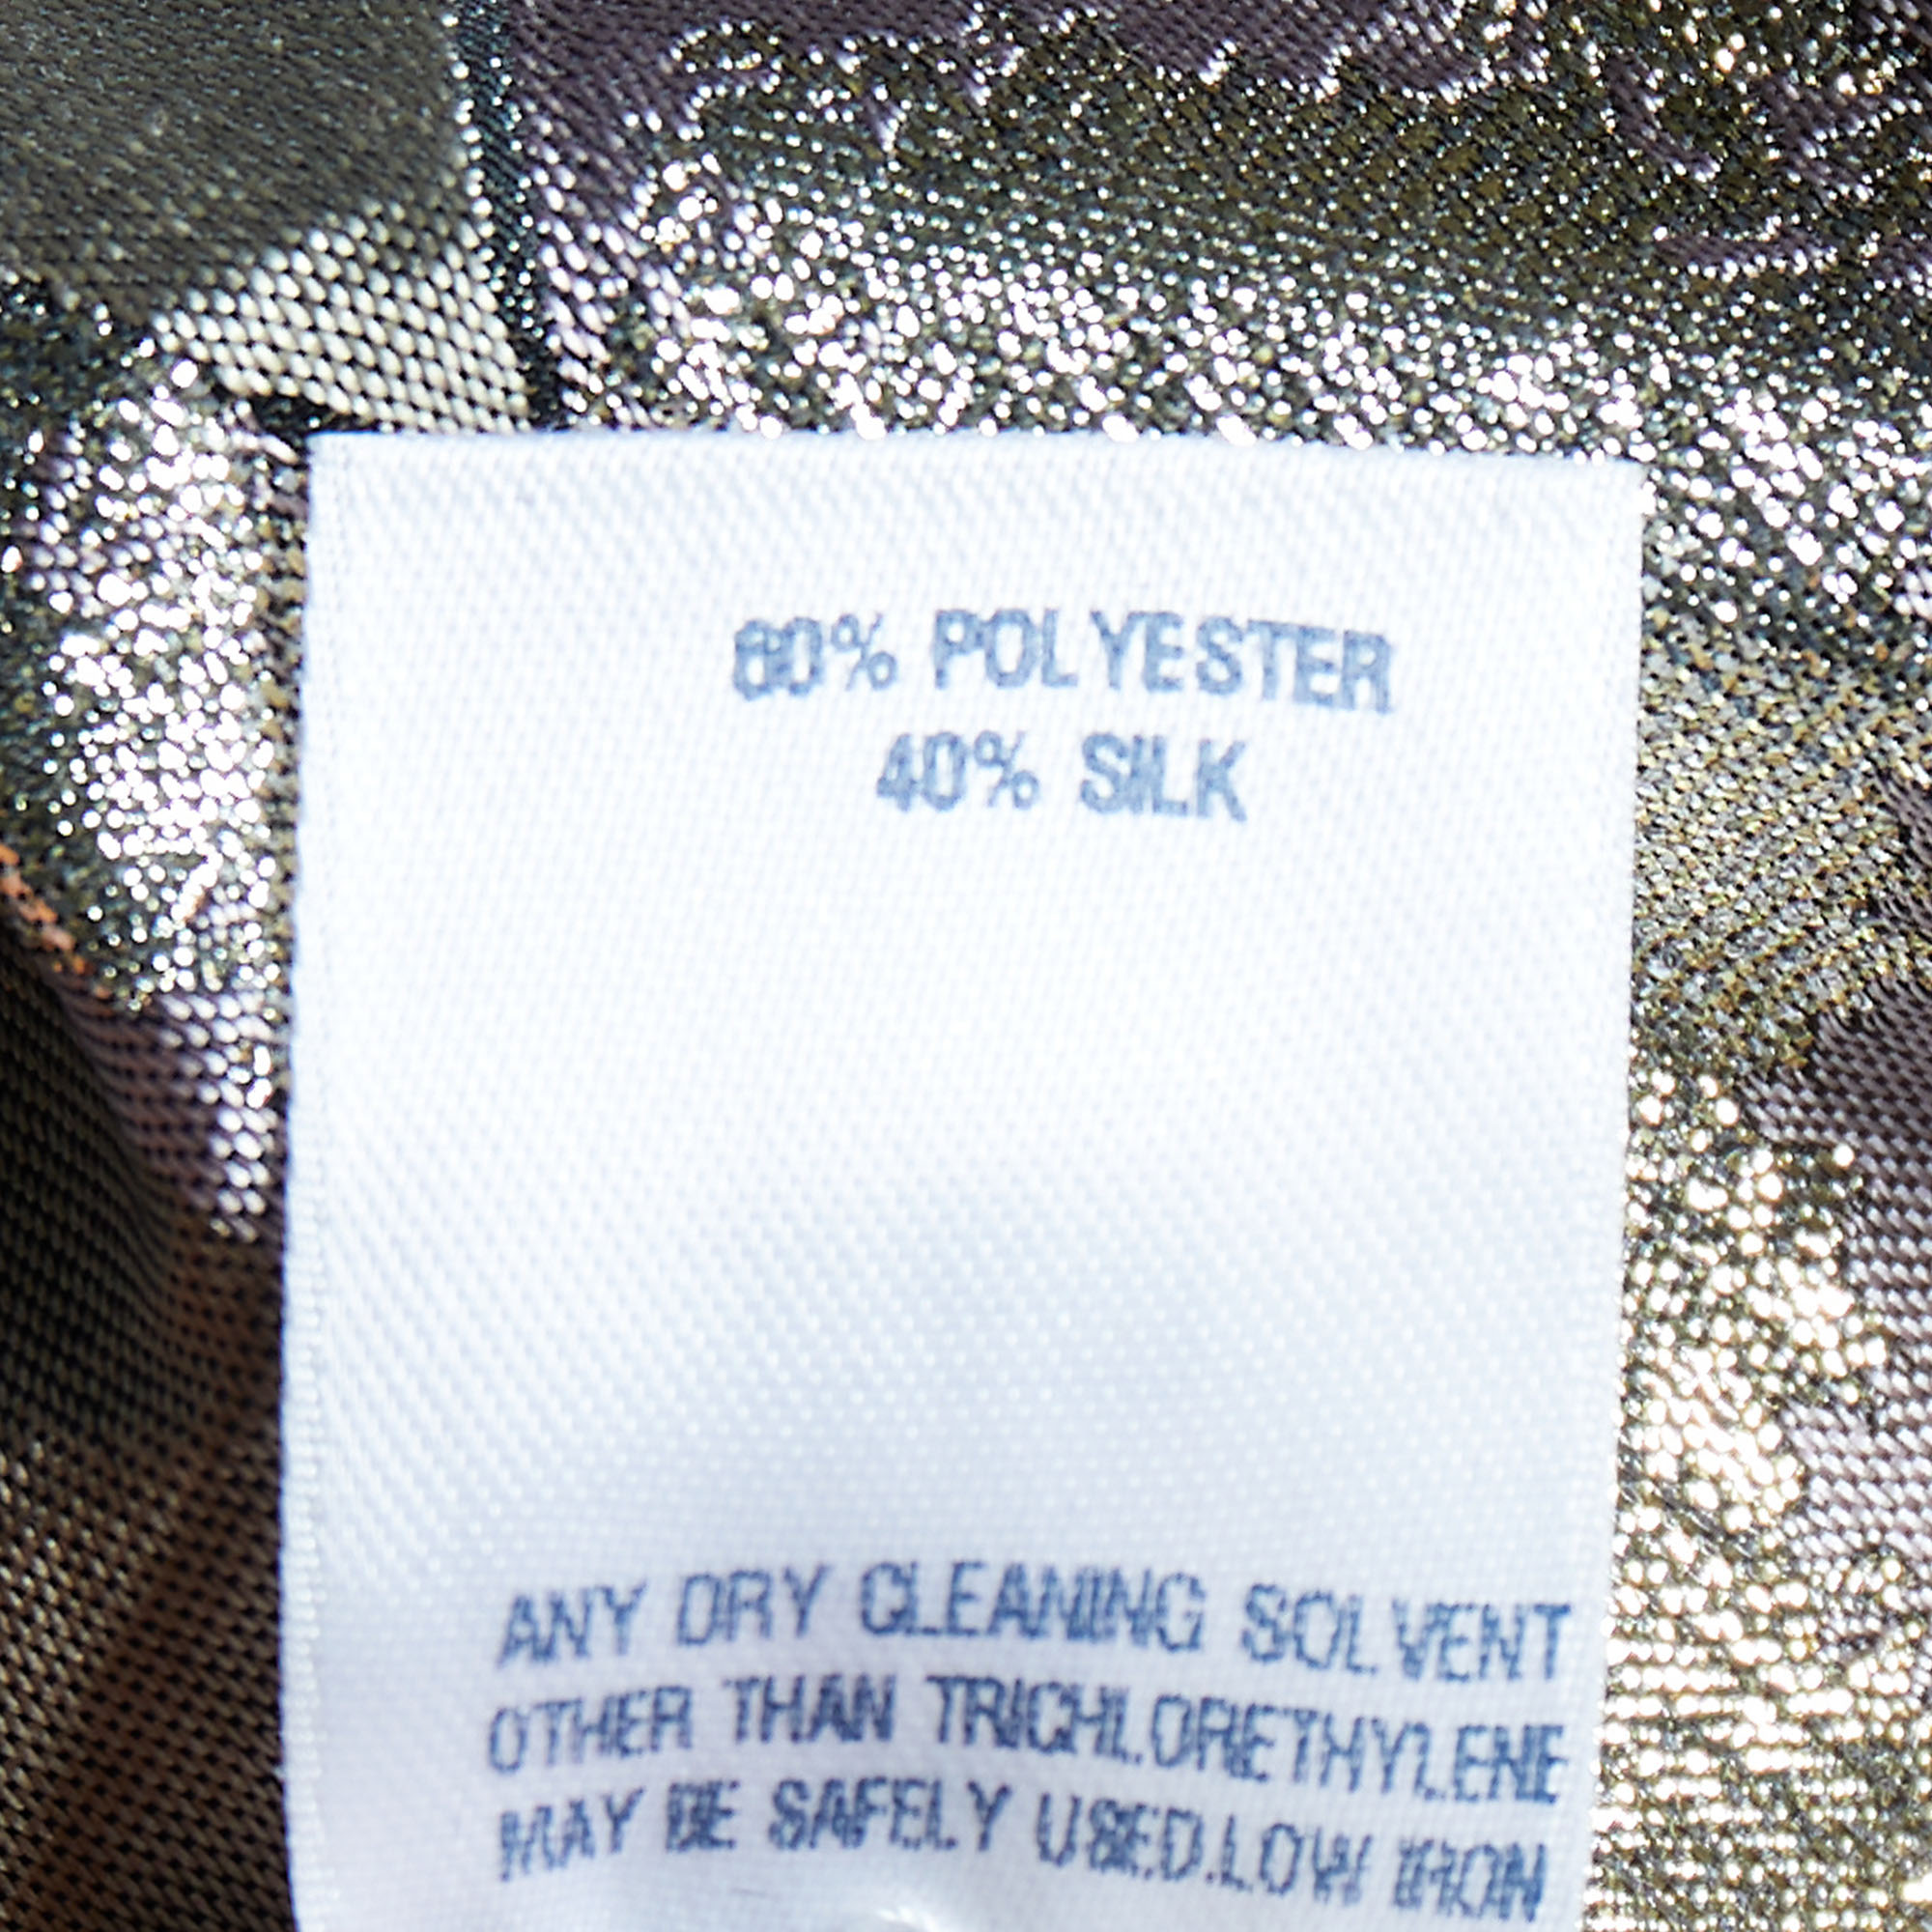 60% POLYESTER
40% SILK
ANY DRY CLEANING SOLVENT
OTHER THAN TRICHLORETHYLENE
MAY BE SAFELY USED.LOW IRON